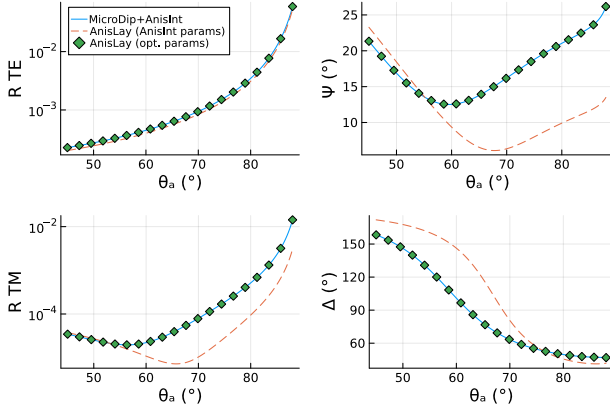 MicroDip+AnisInt
AnisLay (AnisInt params)
AnisLay (opt. params)
R TE
10⁻²
10⁻³
50 60 70 80
θₐ (°)
Ψ (°)
25
20
15
10
50 60 70 80
θₐ (°)
R TM
10⁻²
10⁻⁴
50 60 70 80
θₐ (°)
Δ (°)
150
120
90
60
50 60 70 80
θₐ (°)